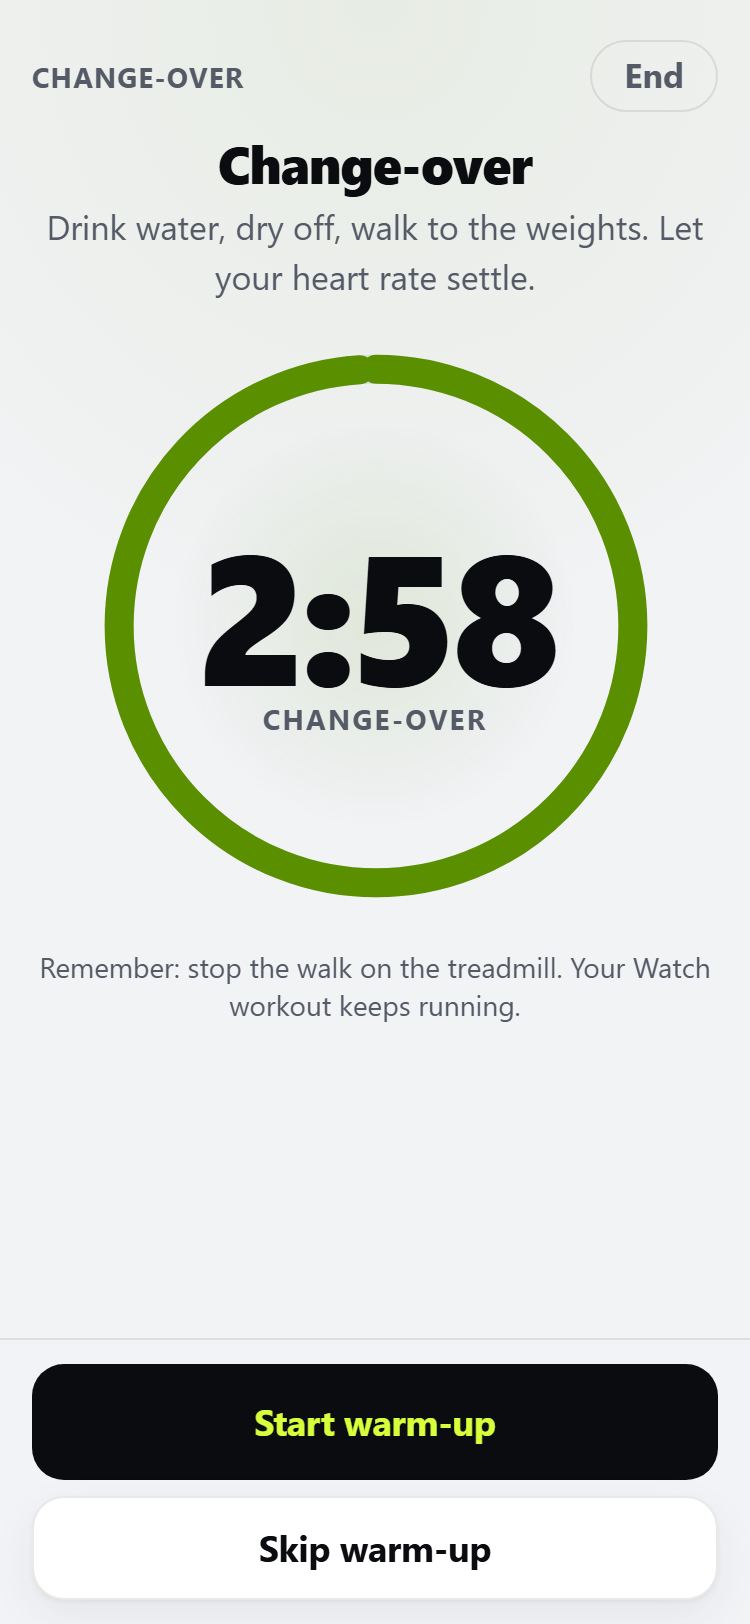 CHANGE-OVER
End
Change-over
Drink water, dry off, walk to the weights. Let
your heart rate settle.
2:58
CHANGE-OVER
Remember: stop the walk on the treadmill. Your Watch
workout keeps running.
Start warm-up
Skip warm-up